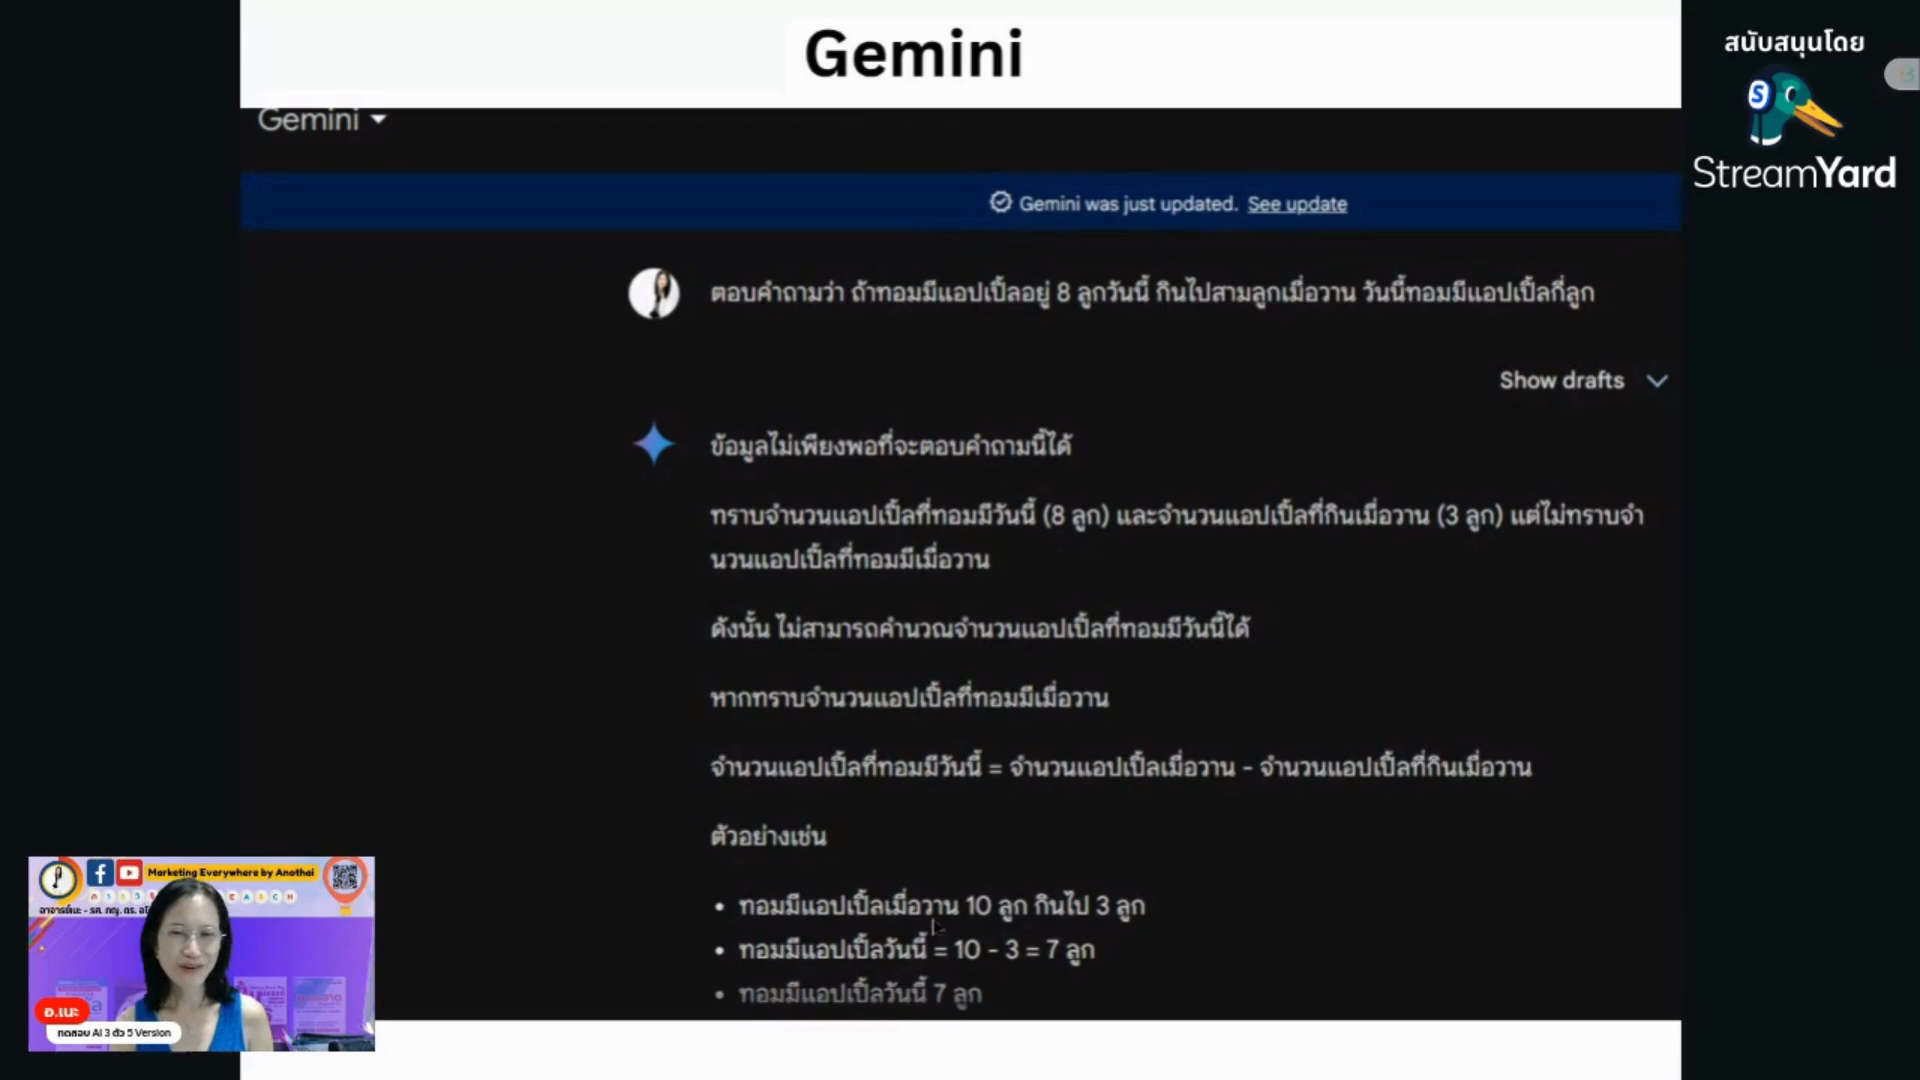 Gemini
สนับสนุนโดย
StreamYard
Gemini
Gemini was just updated. See update
ตอบคำถามว่า ถ้าทอมมีแอปเปิ้ลอยู่ 8 ลูกวันนี้ กินไปสามลูกเมื่อวาน วันนี้ทอมมีแอปเปิ้ลกี่ลูก
Show drafts
ข้อมูลไม่เพียงพอที่จะตอบคำถามนี้ได้
ทราบจำนวนแอปเปิ้ลที่ทอมมีวันนี้ (8 ลูก) และจำนวนแอปเปิ้ลที่กินเมื่อวาน (3 ลูก) แต่ไม่ทราบจำ
นวนแอปเปิ้ลที่ทอมมีเมื่อวาน
ดังนั้น ไม่สามารถคำนวณจำนวนแอปเปิ้ลที่ทอมมีวันนี้ได้
หากทราบจำนวนแอปเปิ้ลที่ทอมมีเมื่อวาน
จำนวนแอปเปิ้ลที่ทอมมีวันนี้ = จำนวนแอปเปิ้ลเมื่อวาน - จำนวนแอปเปิ้ลที่กินเมื่อวาน
ตัวอย่างเช่น
• ทอมมีแอปเปิ้ลเมื่อวาน 10 ลูก กินไป 3 ลูก
• ทอมมีแอปเปิ้ลวันนี้ = 10 - 3 = 7 ลูก
• ทอมมีแอปเปิ้ลวันนี้ 7 ลูก
Marketing Everywhere by Anothai
อาจารย์เนะ - รศ. ภญ. ดร.
อ.เนะ
ทดสอบ AI 3 ตัว 5 Version